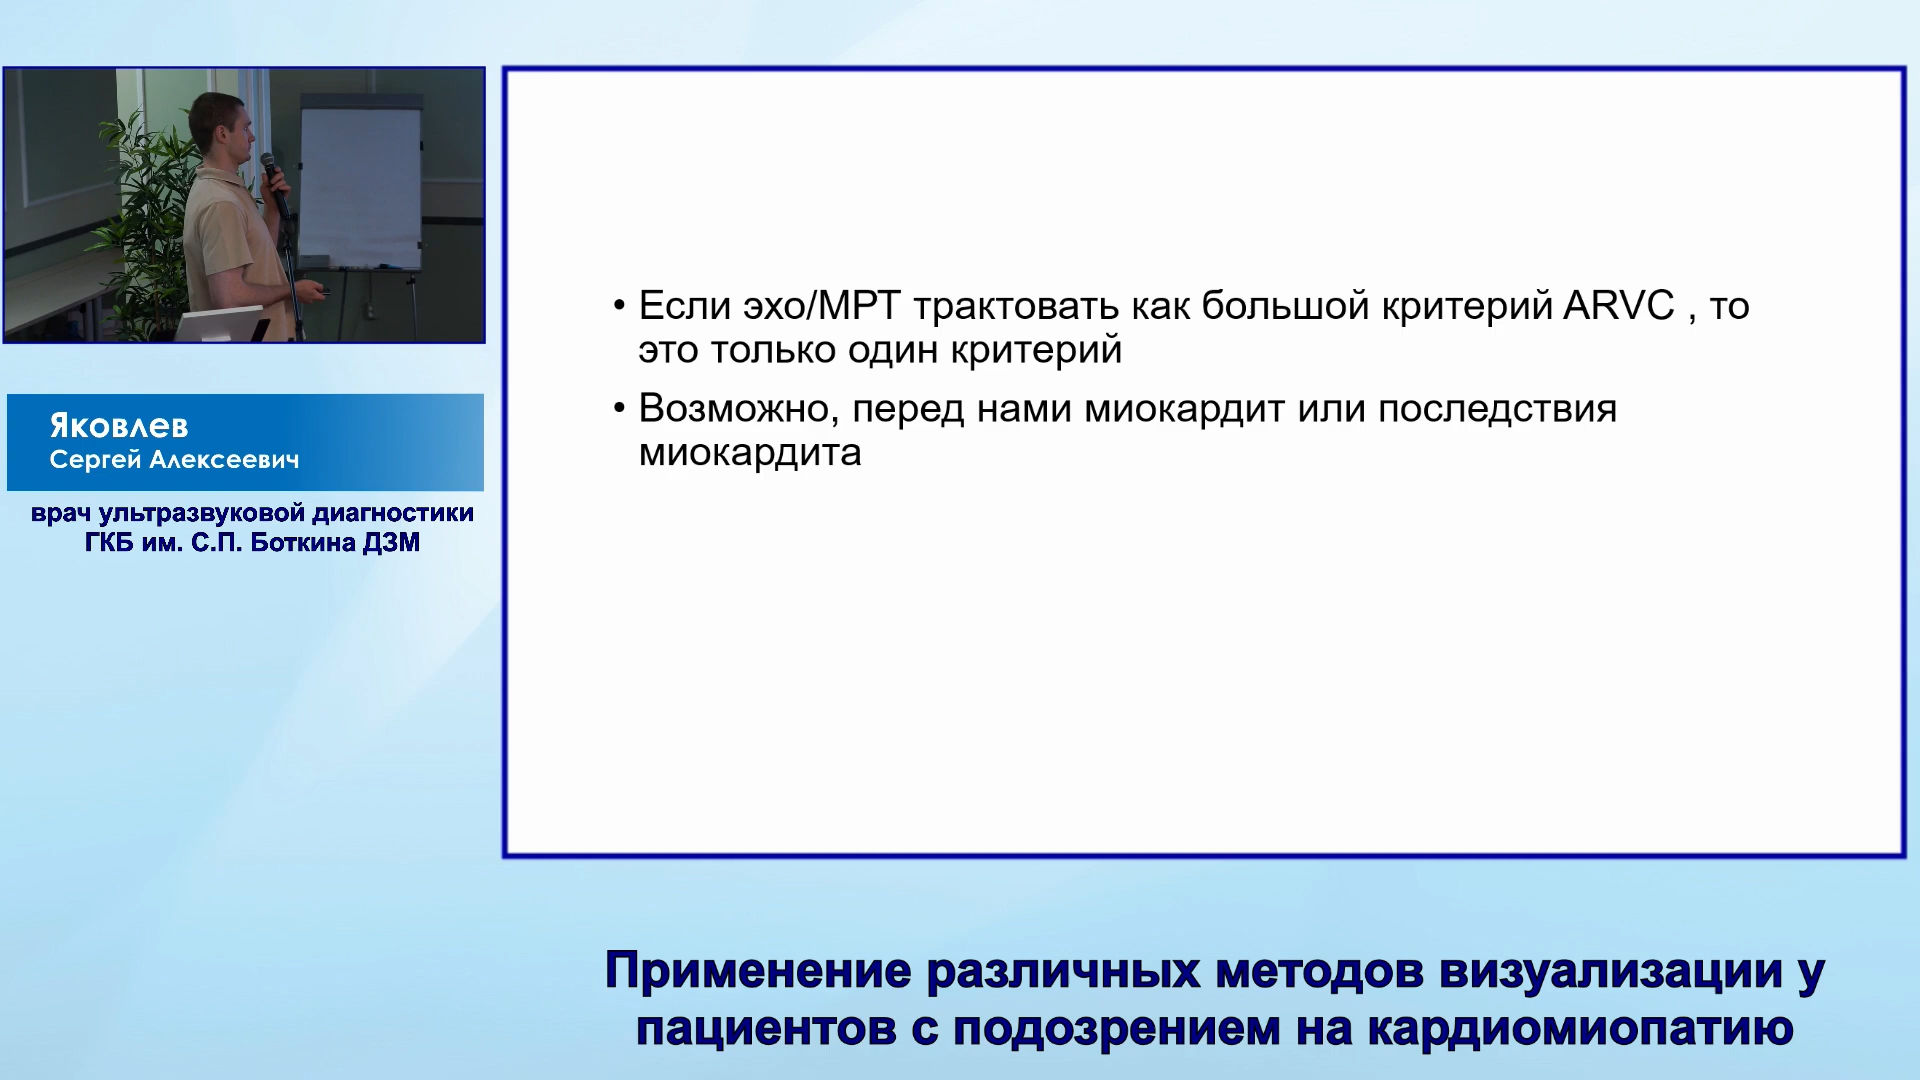 Яковлев
Сергей Алексеевич
врач ультразвуковой диагностики
ГКБ им. С.П. Боткина ДЗМ
• Если эхо/МРТ трактовать как большой критерий ARVC , то
это только один критерий
• Возможно, перед нами миокардит или последствия
миокардита
Применение различных методов визуализации у
пациентов с подозрением на кардиомиопатию